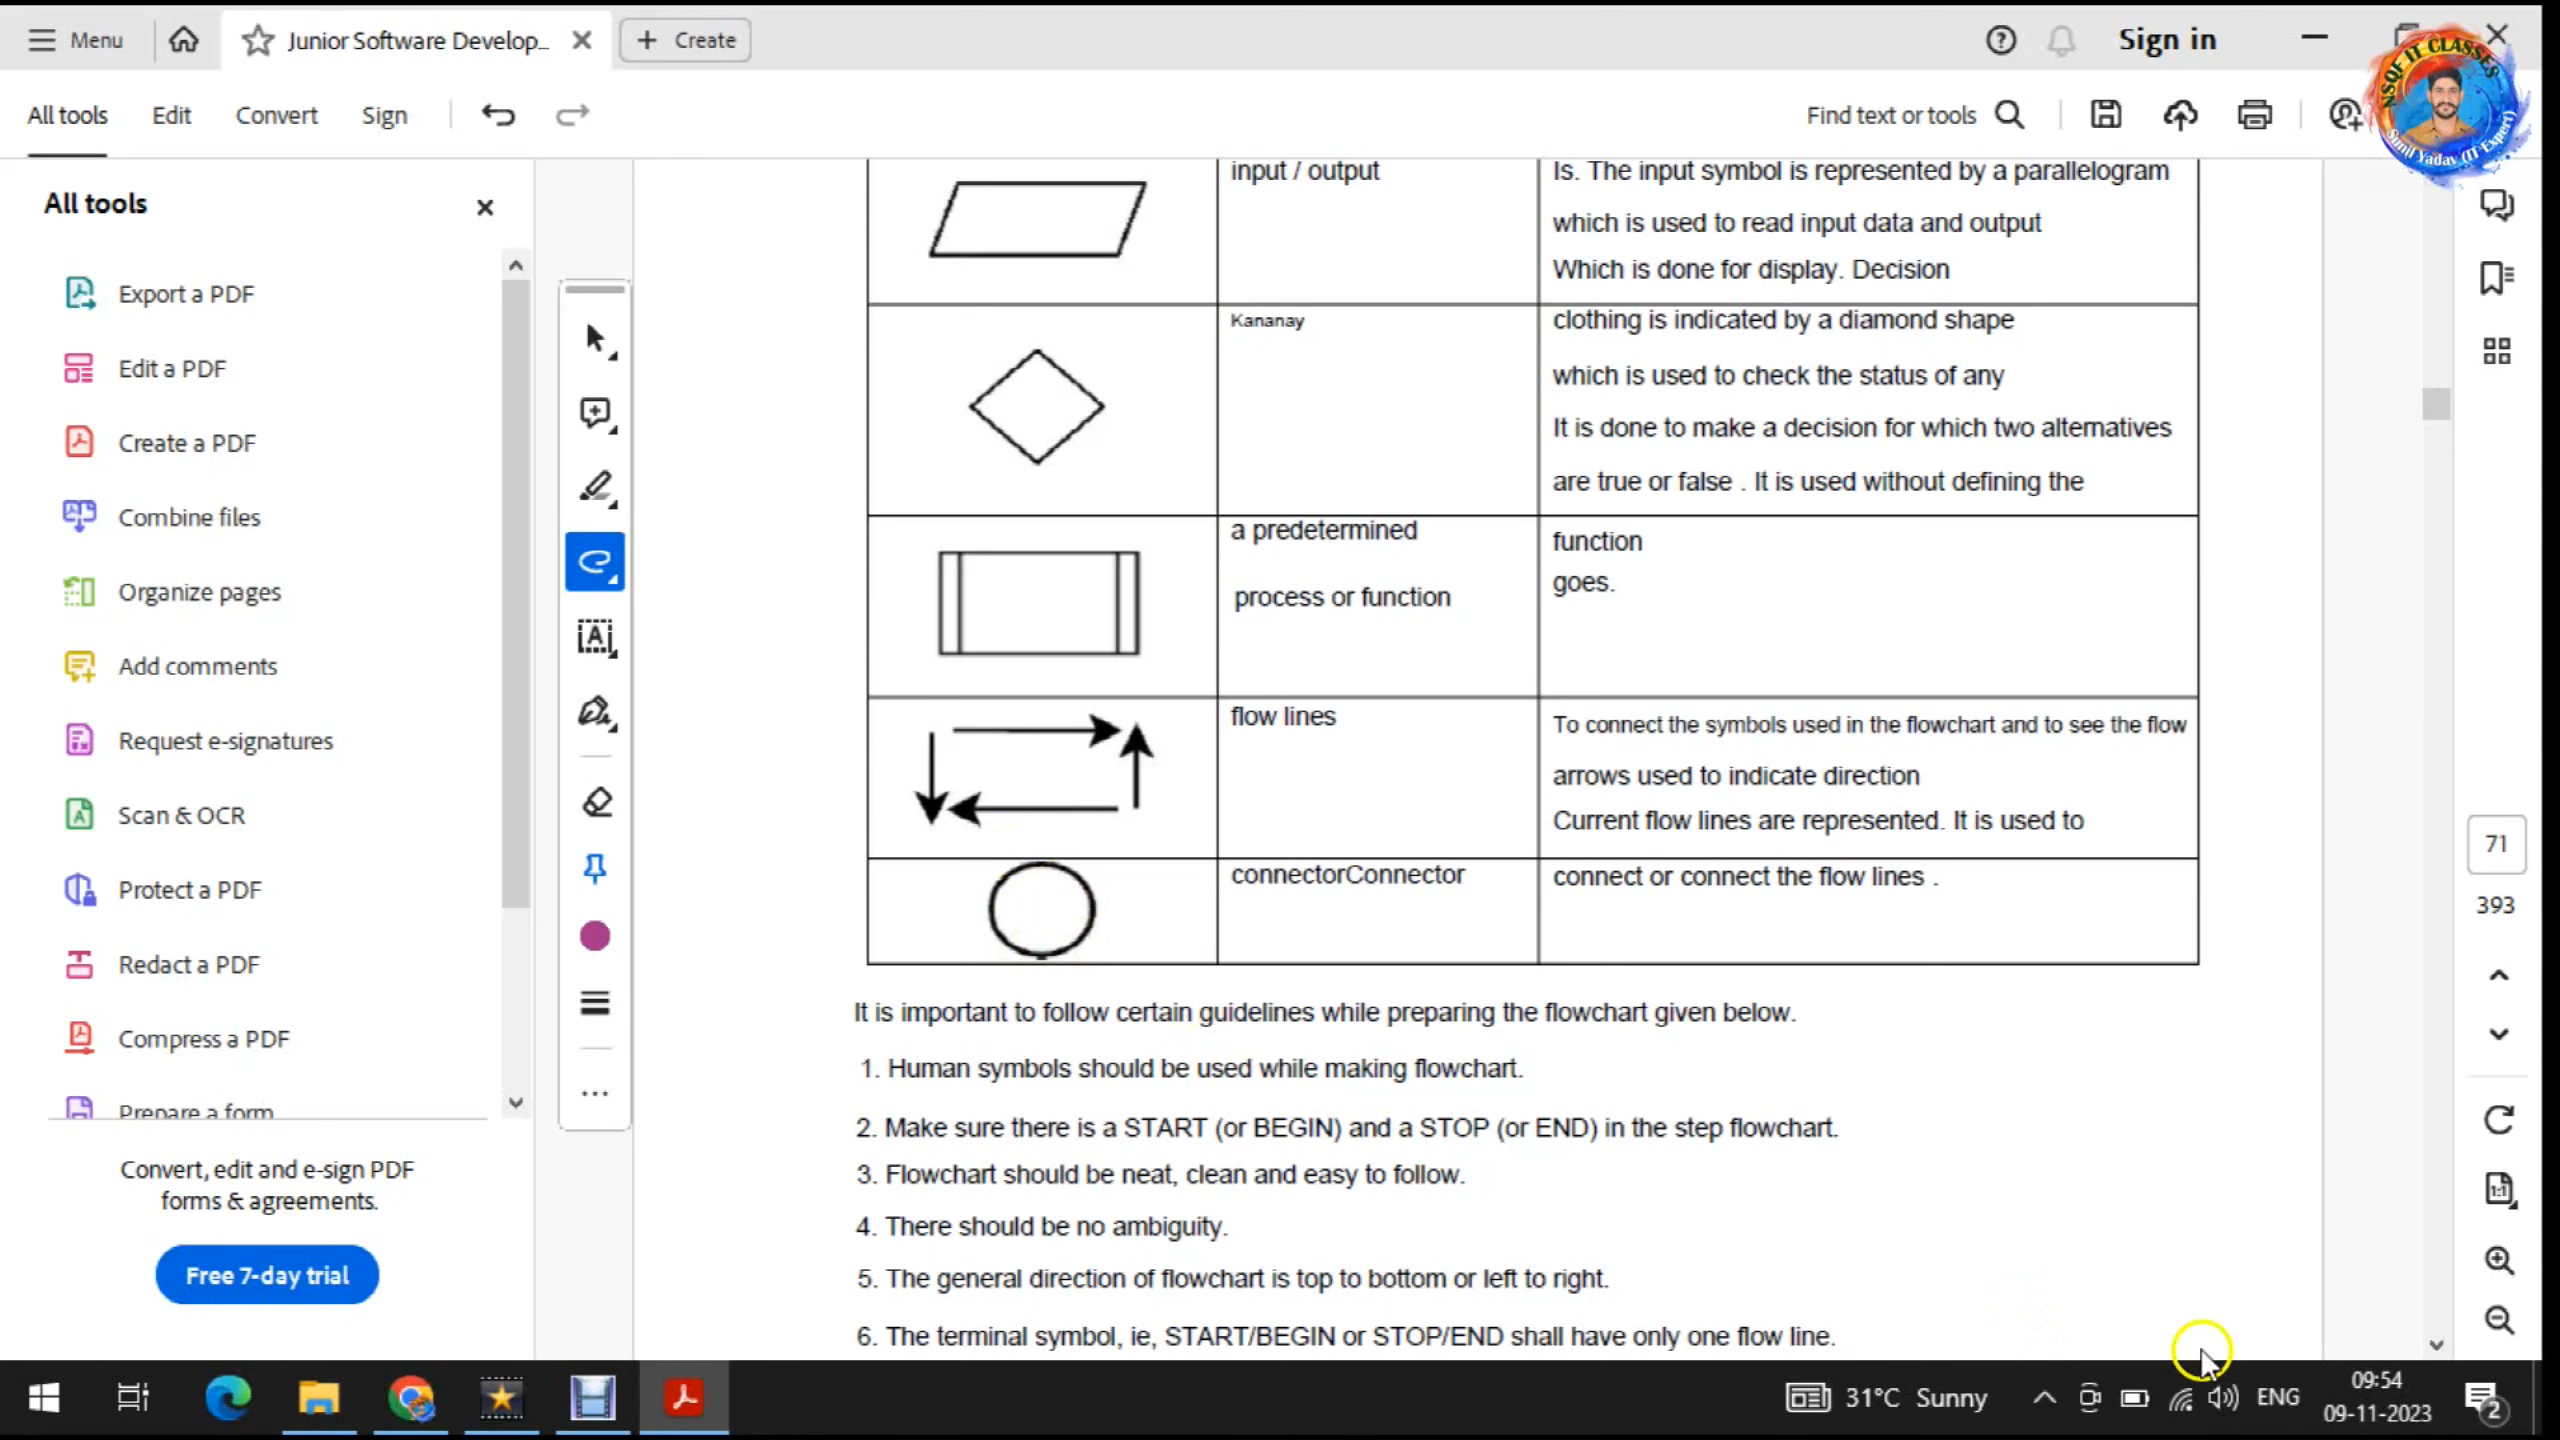 Menu
Junior Software Develop...
Create
Sign in
All tools
Edit
Convert
Sign
Find text or tools
NSQF IT CLASSES
Sunil Yadav (IT Expert)
All tools
Export a PDF
Edit a PDF
Create a PDF
Combine files
Organize pages
Add comments
Request e-signatures
Scan & OCR
Protect a PDF
Redact a PDF
Compress a PDF
Prepare a form
Convert, edit and e-sign PDF
forms & agreements.
Free 7-day trial
input / output
Is. The input symbol is represented by a parallelogram
which is used to read input data and output
Which is done for display. Decision
Kananay
clothing is indicated by a diamond shape
which is used to check the status of any
It is done to make a decision for which two alternatives
are true or false . It is used without defining the
a predetermined
process or function
function
goes.
flow lines
To connect the symbols used in the flowchart and to see the flow
arrows used to indicate direction
Current flow lines are represented. It is used to
connectorConnector
connect or connect the flow lines .
It is important to follow certain guidelines while preparing the flowchart given below.
1. Human symbols should be used while making flowchart.
2. Make sure there is a START (or BEGIN) and a STOP (or END) in the step flowchart.
3. Flowchart should be neat, clean and easy to follow.
4. There should be no ambiguity.
5. The general direction of flowchart is top to bottom or left to right.
6. The terminal symbol, ie, START/BEGIN or STOP/END shall have only one flow line.
71
393
1:1
31°C Sunny
ENG
09:54
09-11-2023
2